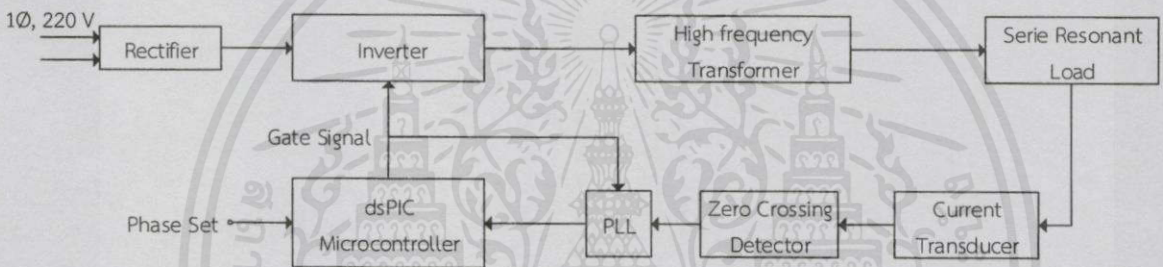 1Ø, 220 V
Rectifier
Inverter
High frequency
Transformer
Serie Resonant
Load
Gate Signal
Phase Set
dsPIC
Microcontroller
PLL
Zero Crossing
Detector
Current
Transducer